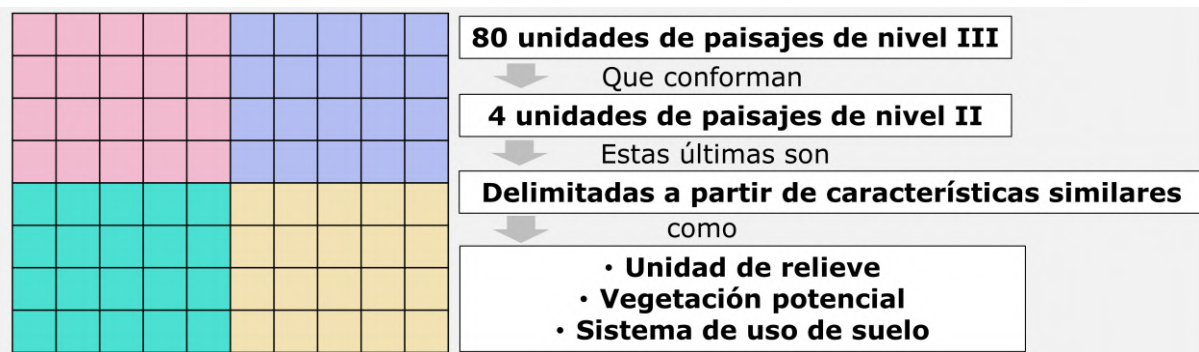 80 unidades de paisajes de nivel III
Que conforman
4 unidades de paisajes de nivel II
Estas últimas son
Delimitadas a partir de características similares
como
• Unidad de relieve
• Vegetación potencial
• Sistema de uso de suelo